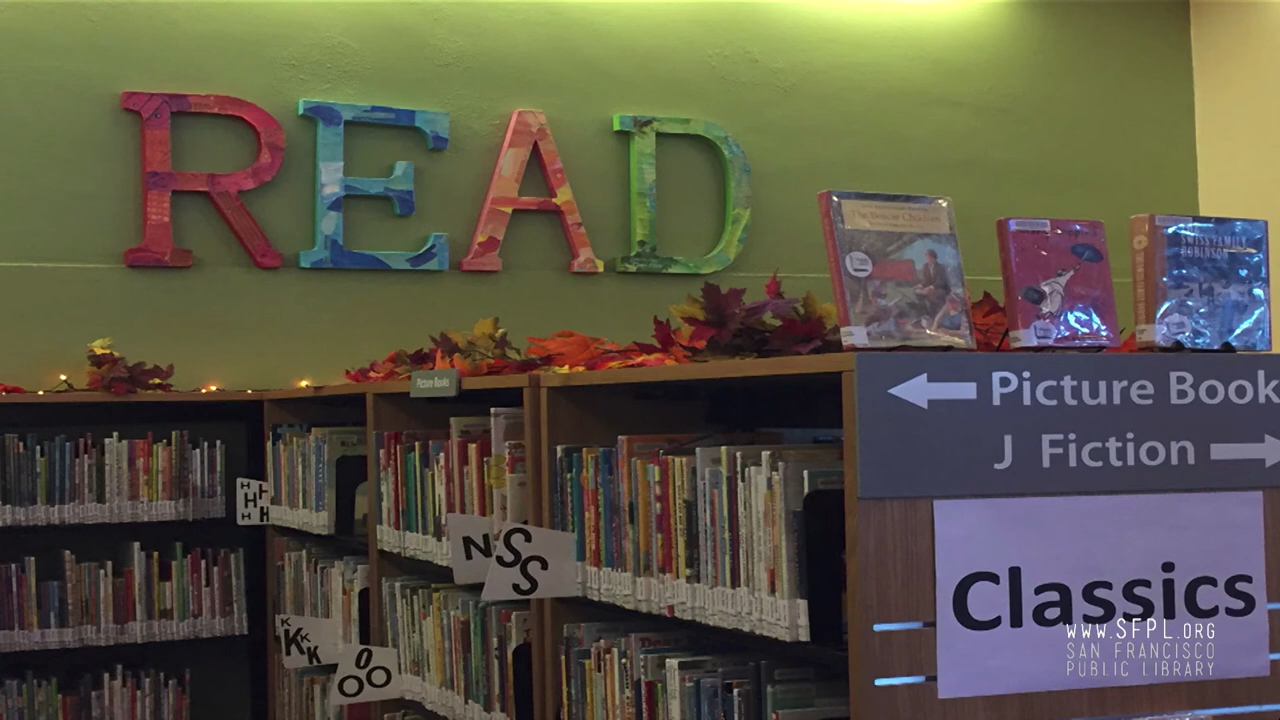 READ
The Boxcar Children
SWISS FAMILY
ROBINSON
Picture Books
Picture Book
J Fiction
Classics
H
H
H
H
N
S
S
S
K
K
K
O
O
O
WWW.SFPL.ORG
SAN FRANCISCO
PUBLIC LIBRARY